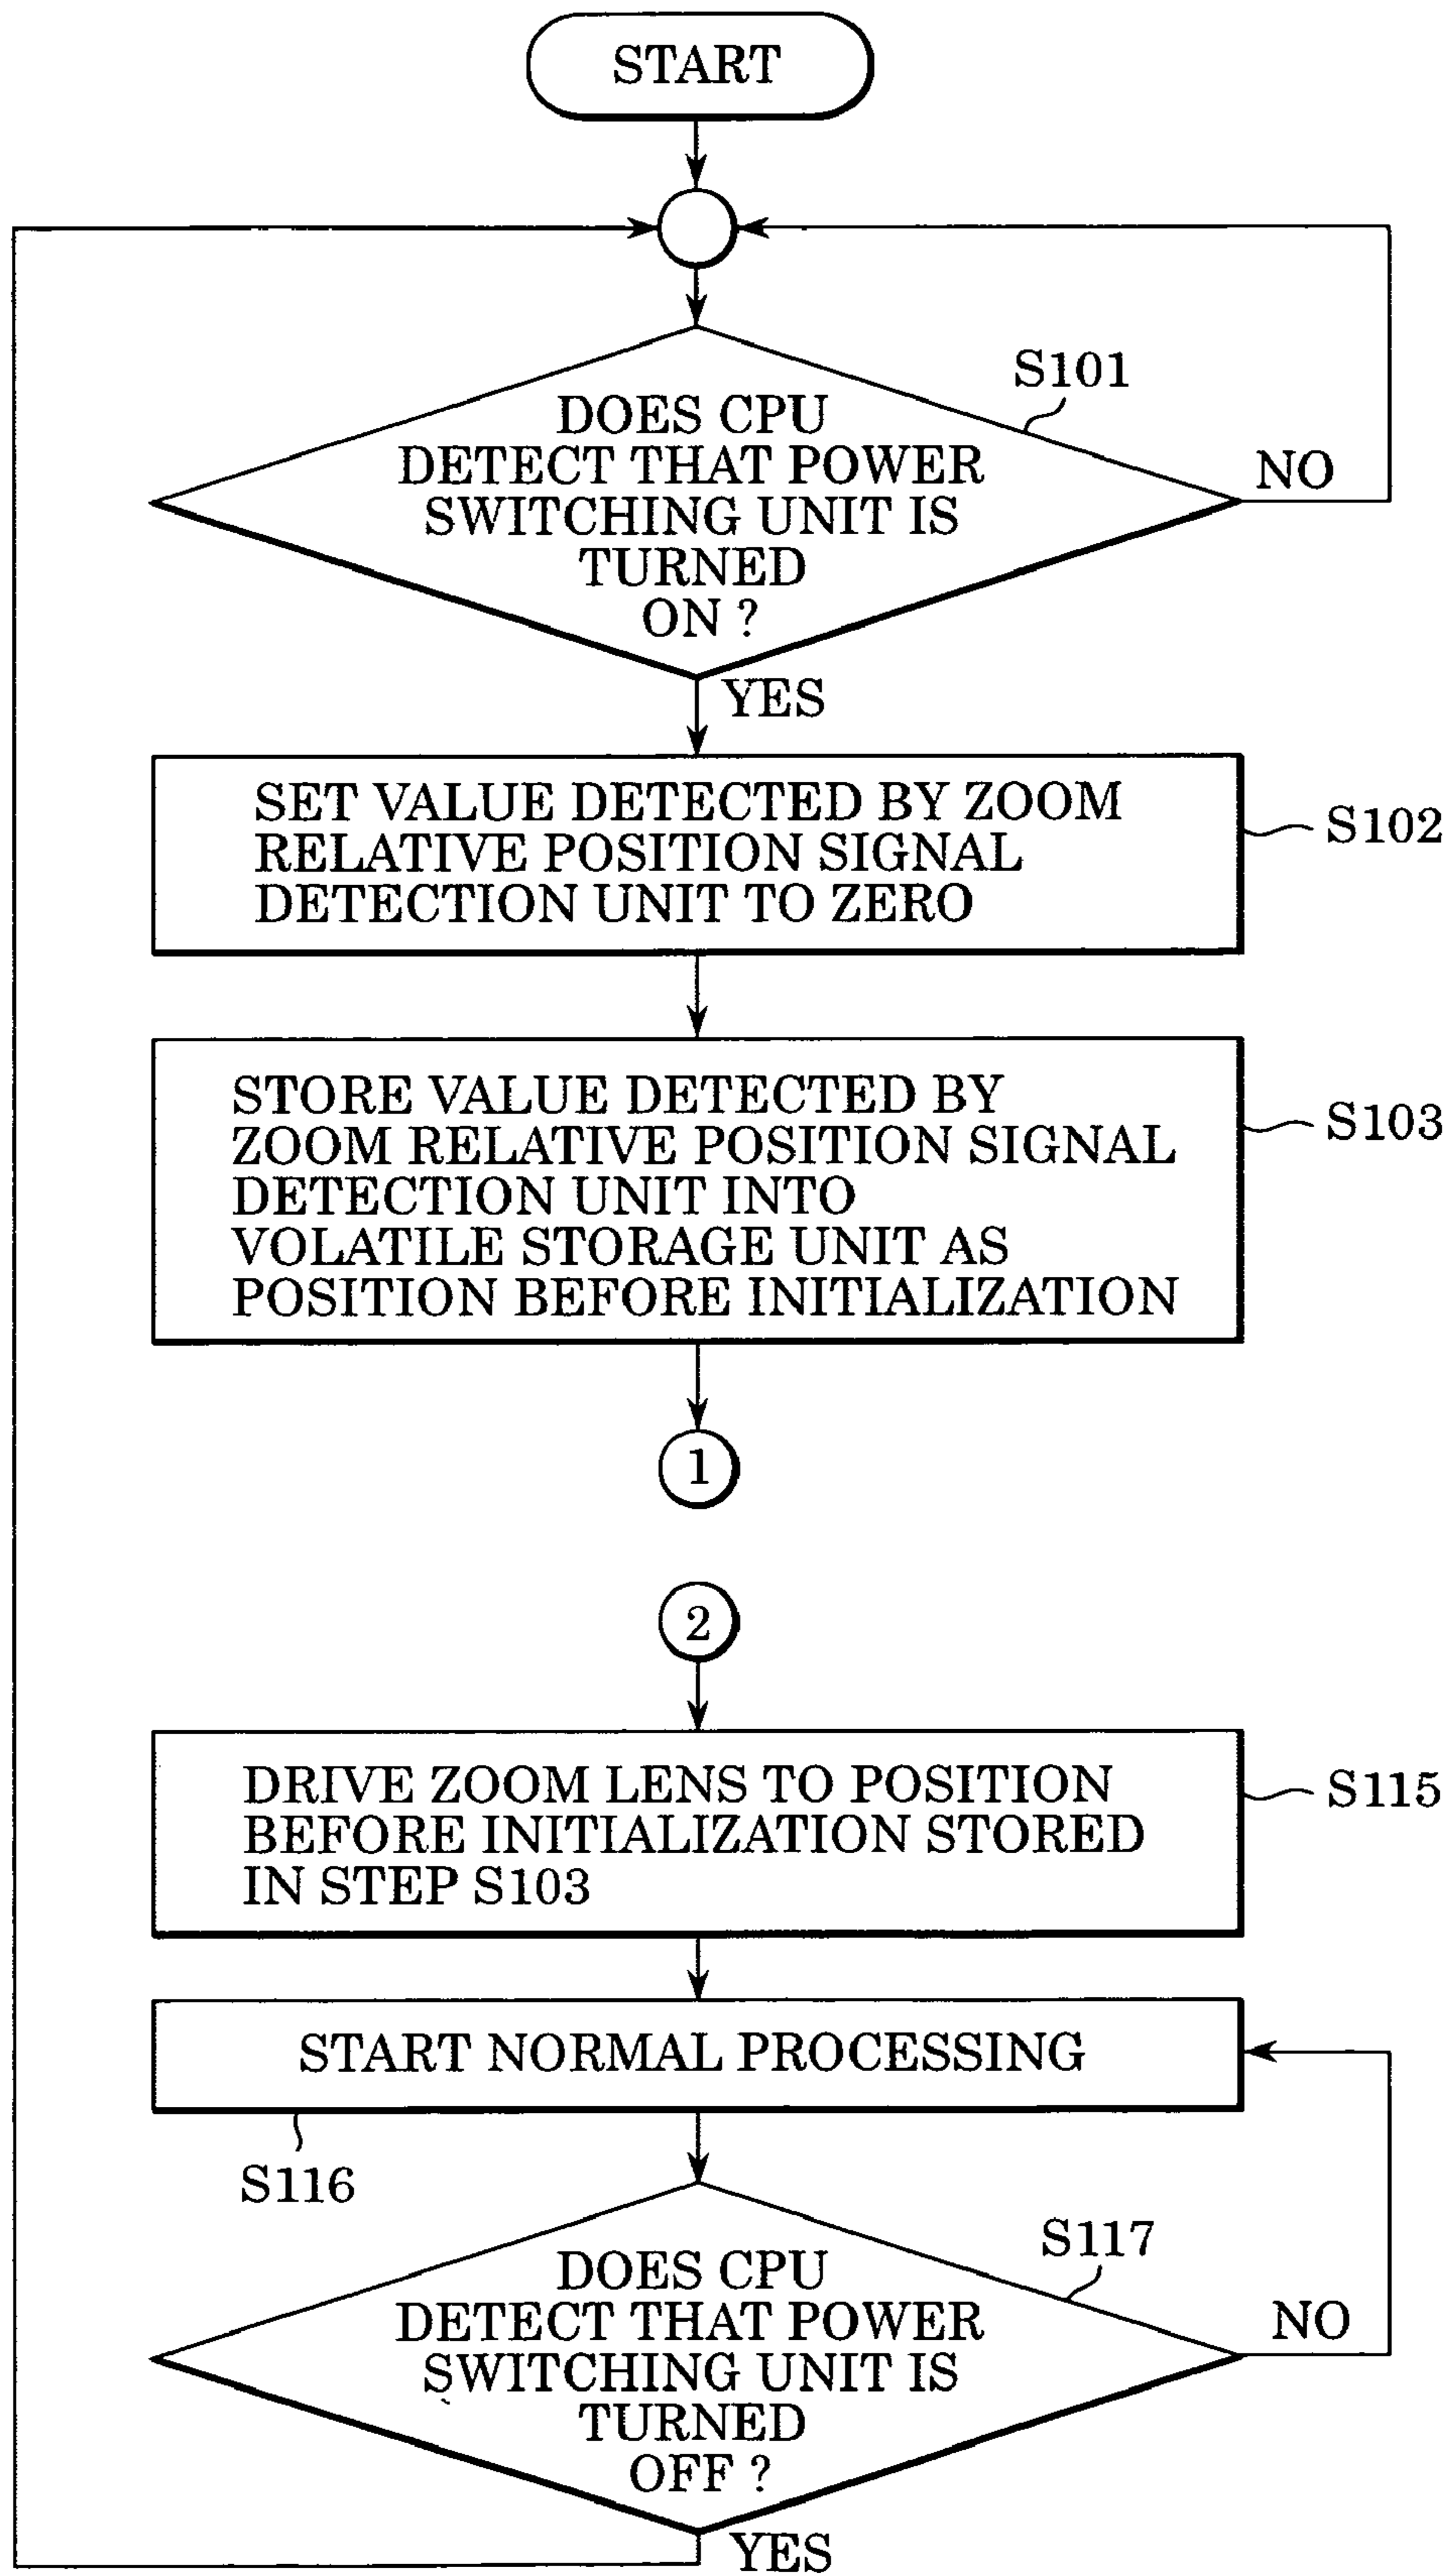 START
S101
DOES CPU
DETECT THAT POWER
SWITCHING UNIT IS
TURNED
ON ?
NO
YES
SET VALUE DETECTED BY ZOOM
RELATIVE POSITION SIGNAL
DETECTION UNIT TO ZERO
S102
STORE VALUE DETECTED BY
ZOOM RELATIVE POSITION SIGNAL
DETECTION UNIT INTO
VOLATILE STORAGE UNIT AS
POSITION BEFORE INITIALIZATION
S103
1
2
DRIVE ZOOM LENS TO POSITION
BEFORE INITIALIZATION STORED
IN STEP S103
S115
START NORMAL PROCESSING
S116
S117
DOES CPU
DETECT THAT POWER
SWITCHING UNIT IS
TURNED
OFF ?
NO
YES